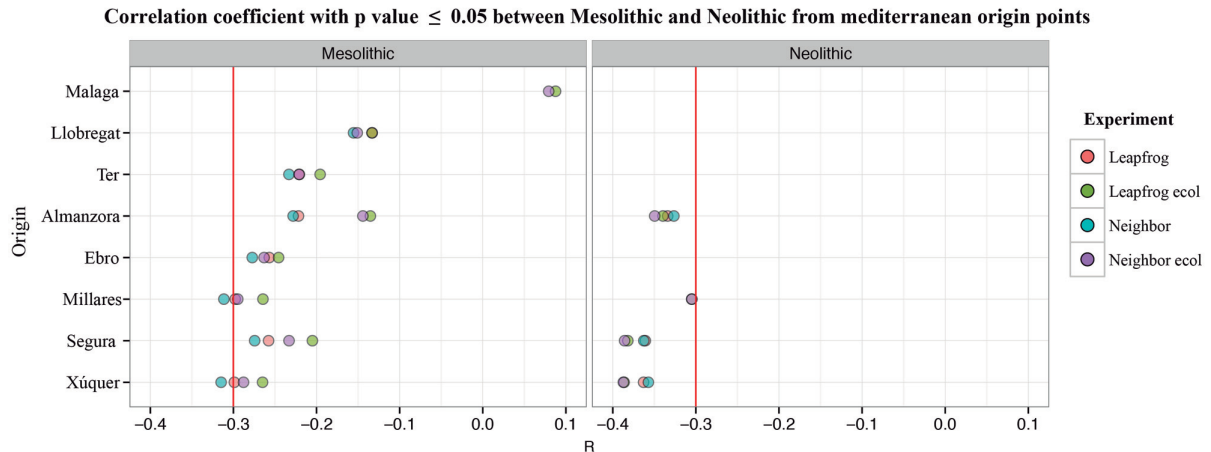 Correlation coefficient with p value ≤ 0.05 between Mesolithic and Neolithic from mediterranean origin points
Mesolithic
Neolithic
Origin
Malaga
Llobregat
Ter
Almanzora
Ebro
Millares
Segura
Xúquer
−0.4 −0.3 −0.2 −0.1 0.0 0.1
−0.4 −0.3 −0.2 −0.1 0.0 0.1
R
Experiment
Leapfrog
Leapfrog ecol
Neighbor
Neighbor ecol